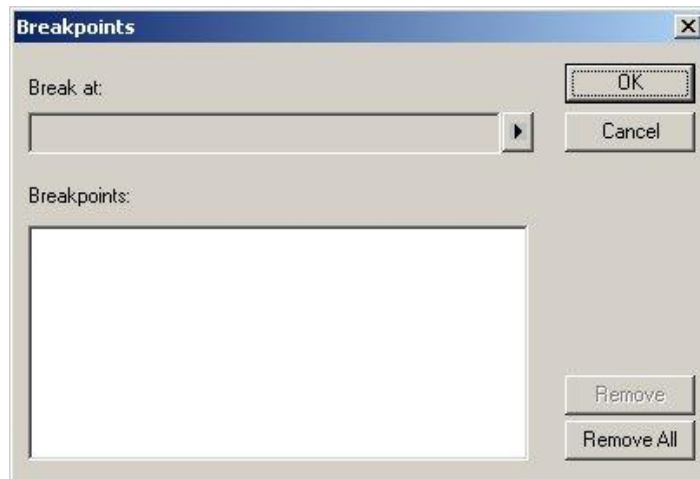 Breakpoints
Break at:
OK
Cancel
Breakpoints:
Remove
Remove All